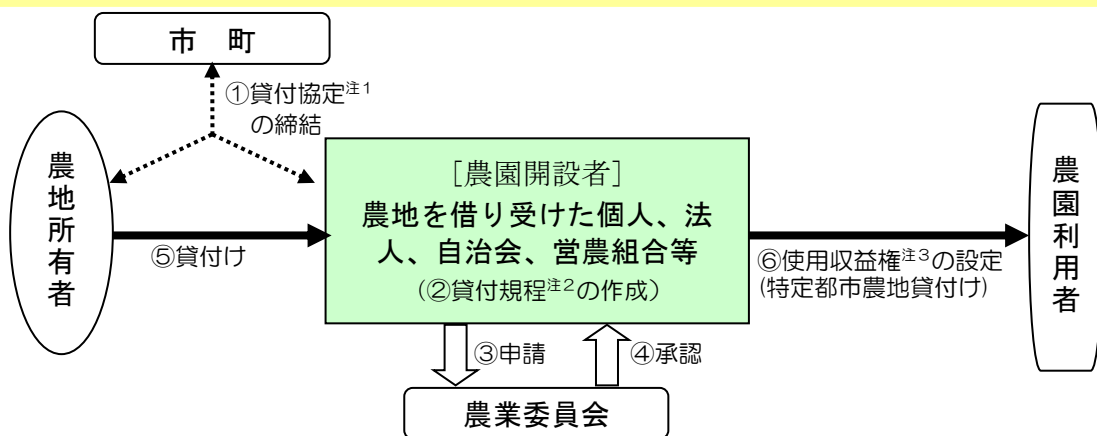 市　町
①貸付協定注1
の締結
農地所有者
［農園開設者］
農地を借り受けた個人、法
人、自治会、営農組合等
（②貸付規程注2の作成）
⑤貸付け
⑥使用収益権注3の設定
(特定都市農地貸付け)
農園利用者
③申請
④承認
農業委員会